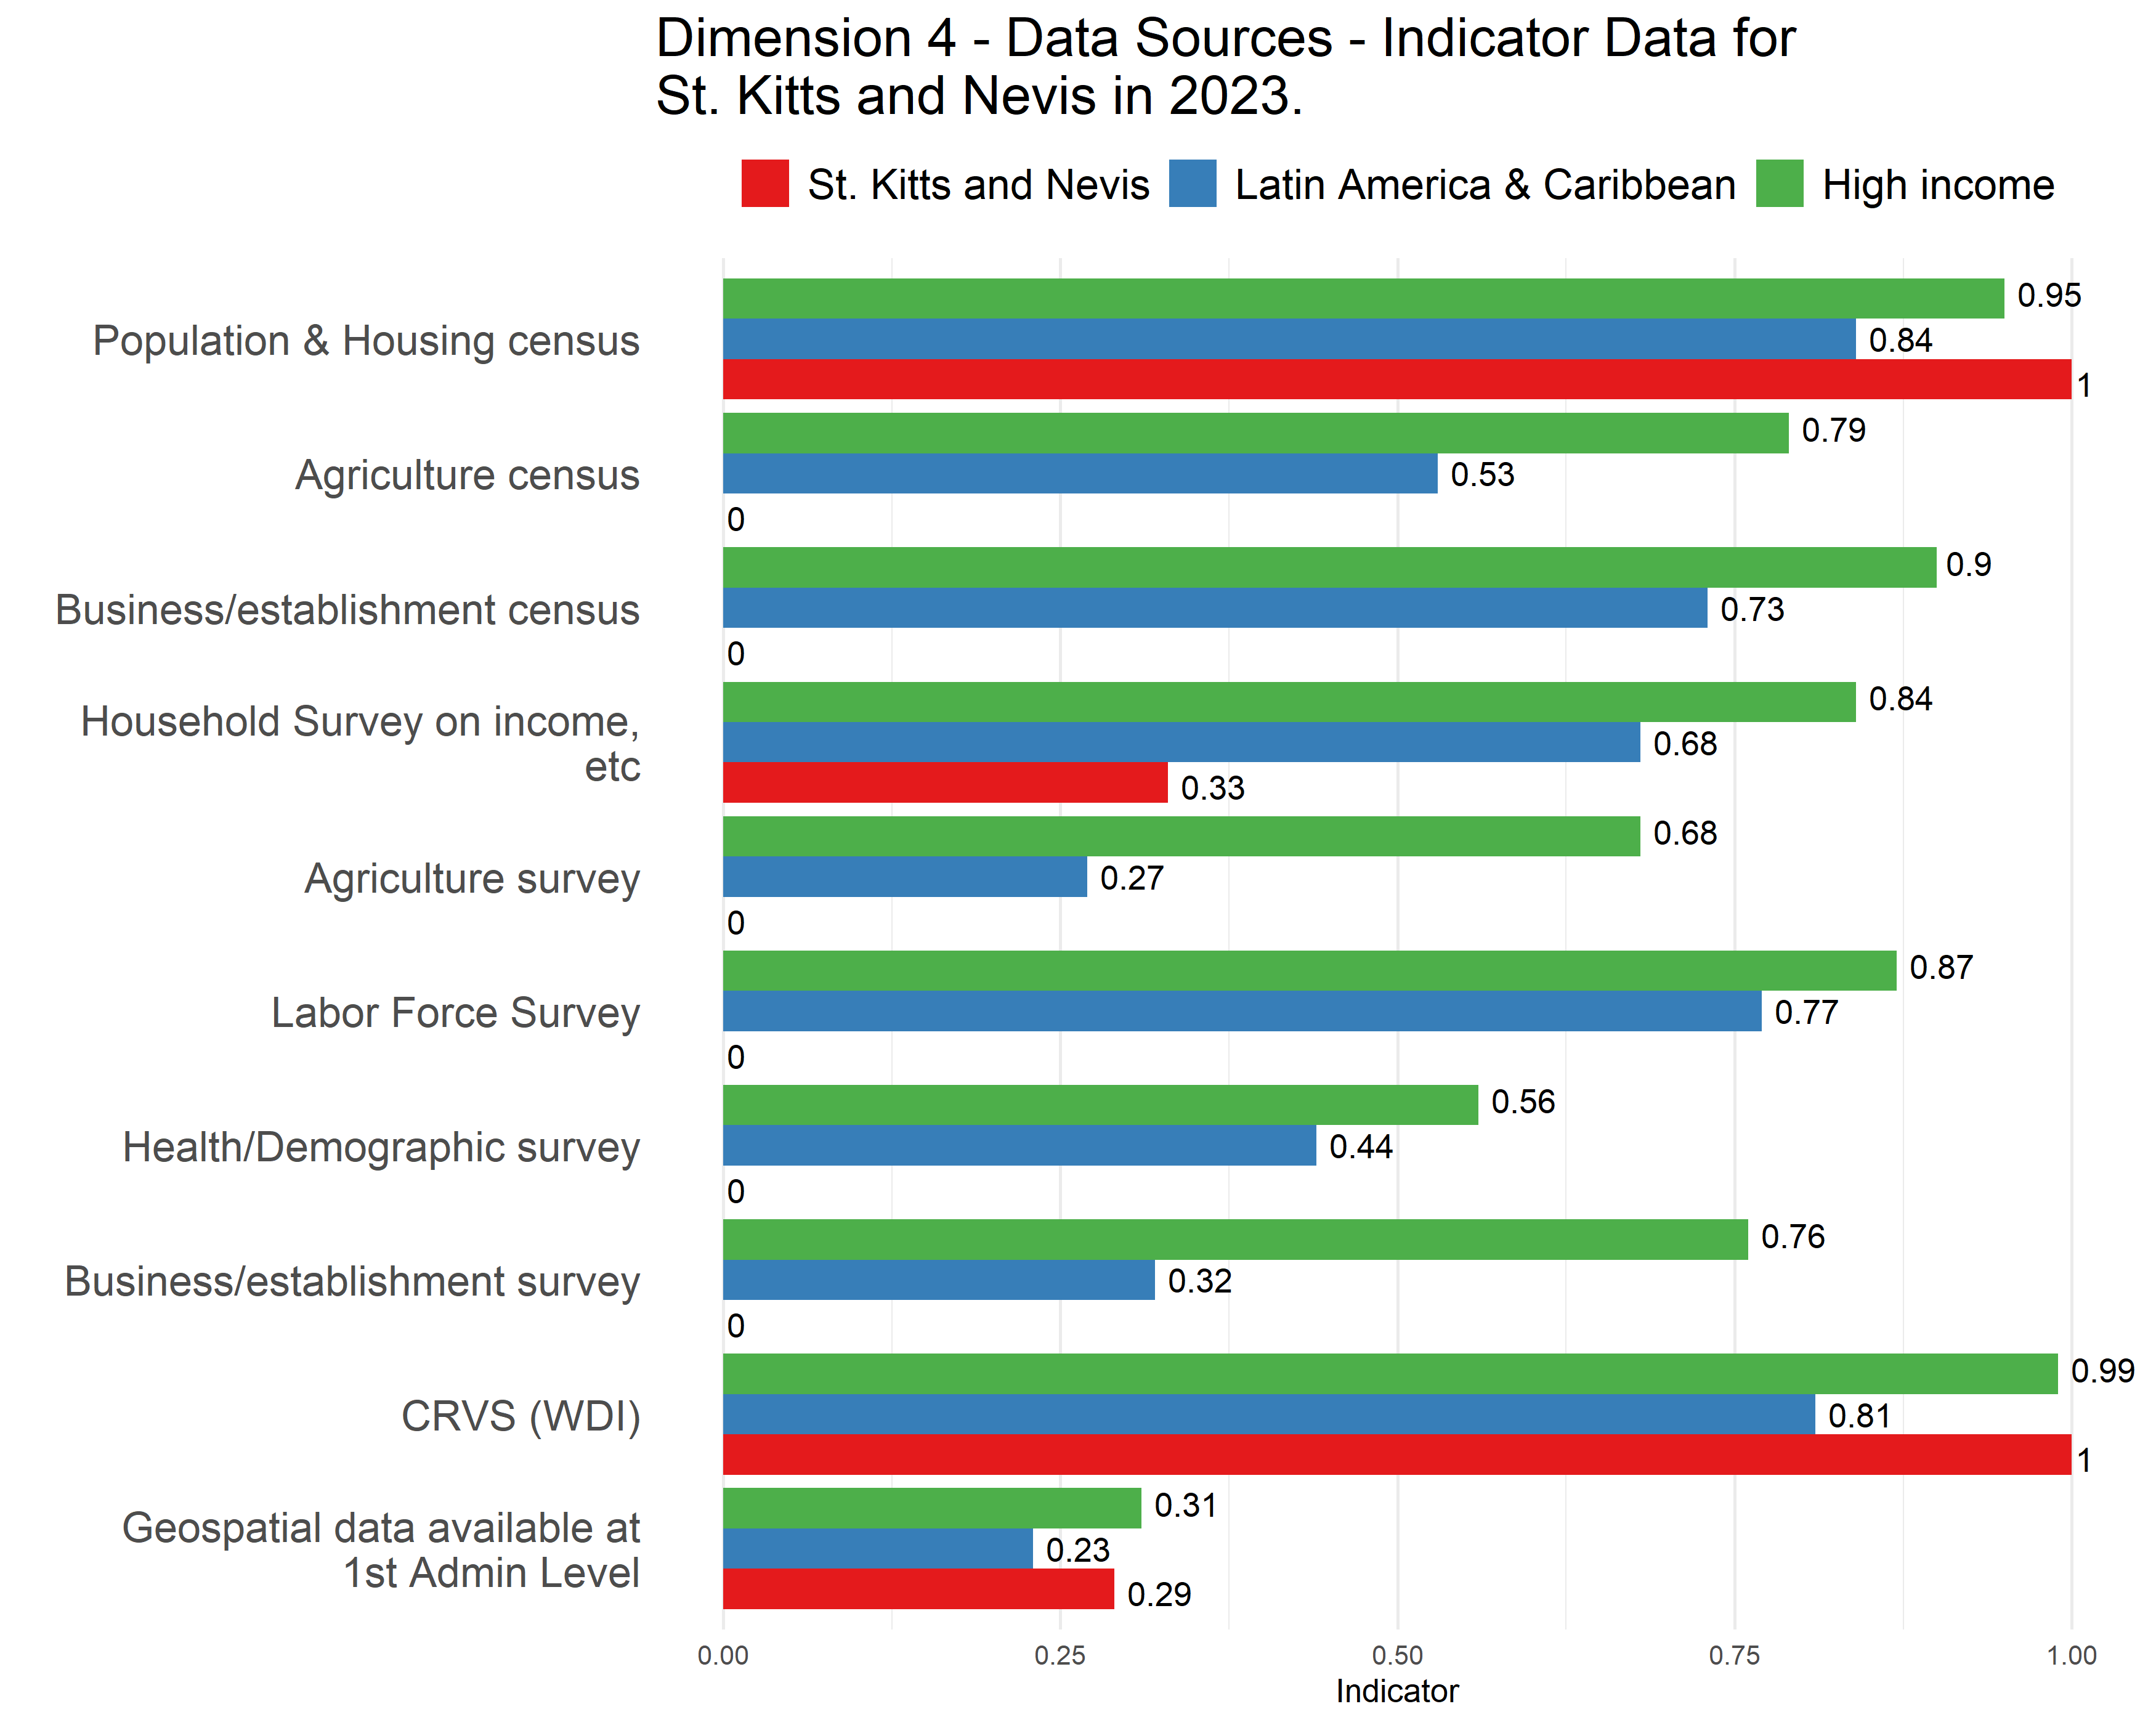 Dimension 4 - Data Sources - Indicator Data for
St. Kitts and Nevis in 2023.
St. Kitts and Nevis
Latin America & Caribbean
High income
Population & Housing census
0.95
0.84
1
Agriculture census
0.79
0.53
0
Business/establishment census
0.9
0.73
0
Household Survey on income,
etc
0.84
0.68
0.33
Agriculture survey
0.68
0.27
0
Labor Force Survey
0.87
0.77
0
Health/Demographic survey
0.56
0.44
0
Business/establishment survey
0.76
0.32
0
CRVS (WDI)
0.99
0.81
1
Geospatial data available at
1st Admin Level
0.31
0.23
0.29
0.00
0.25
0.50
0.75
1.00
Indicator